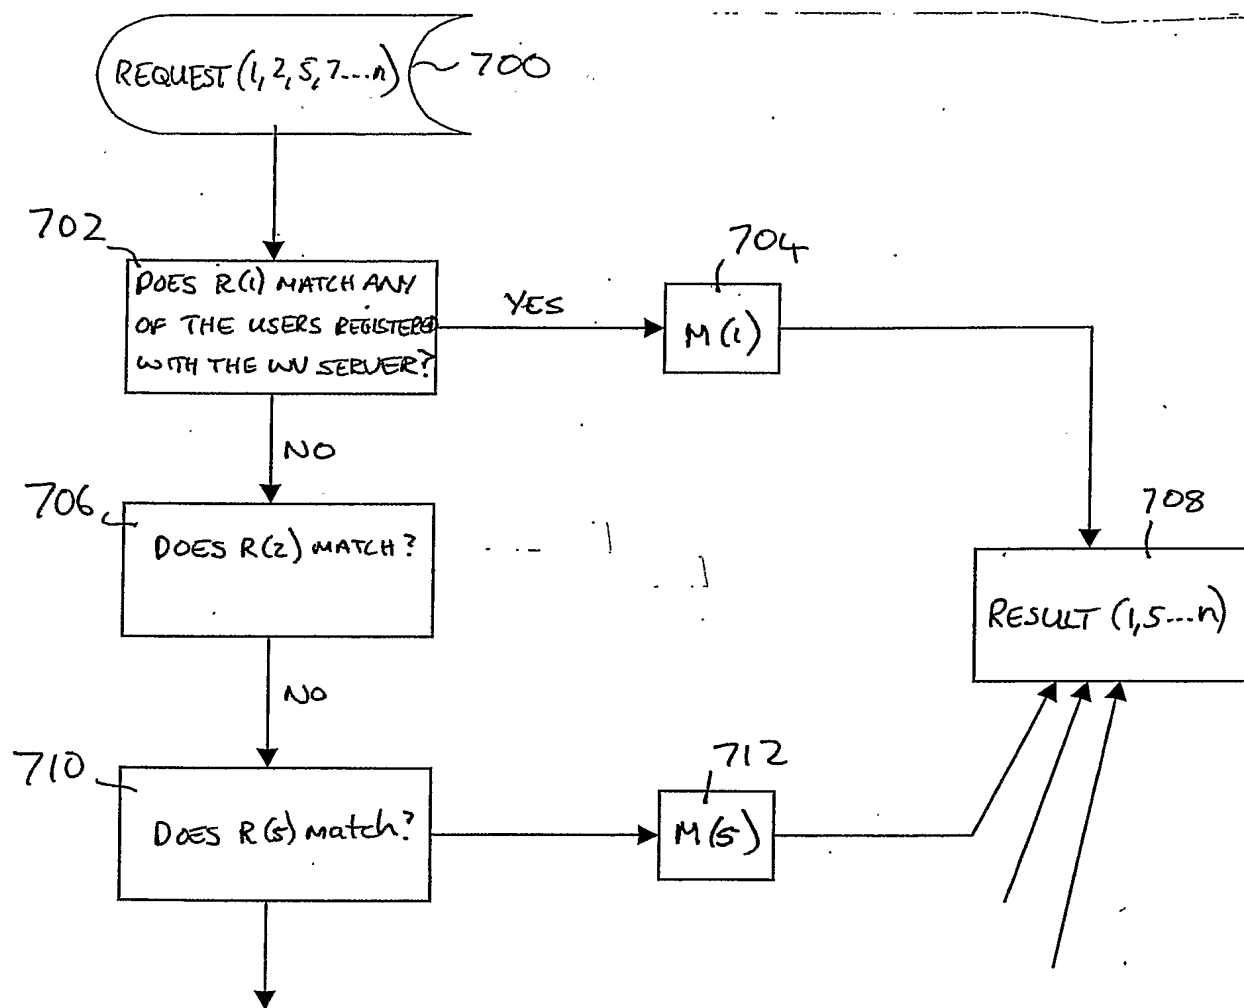 REQUEST (1, 2, 5, 7....n)
700
702
DOES R(1) MATCH ANY
OF THE USERS REGISTERED
WITH THE WV SERVER?
YES
704
M(1)
NO
706
DOES R(2) MATCH?
708
RESULT (1,5....n)
NO
710
DOES R(5) match?
712
M(5)